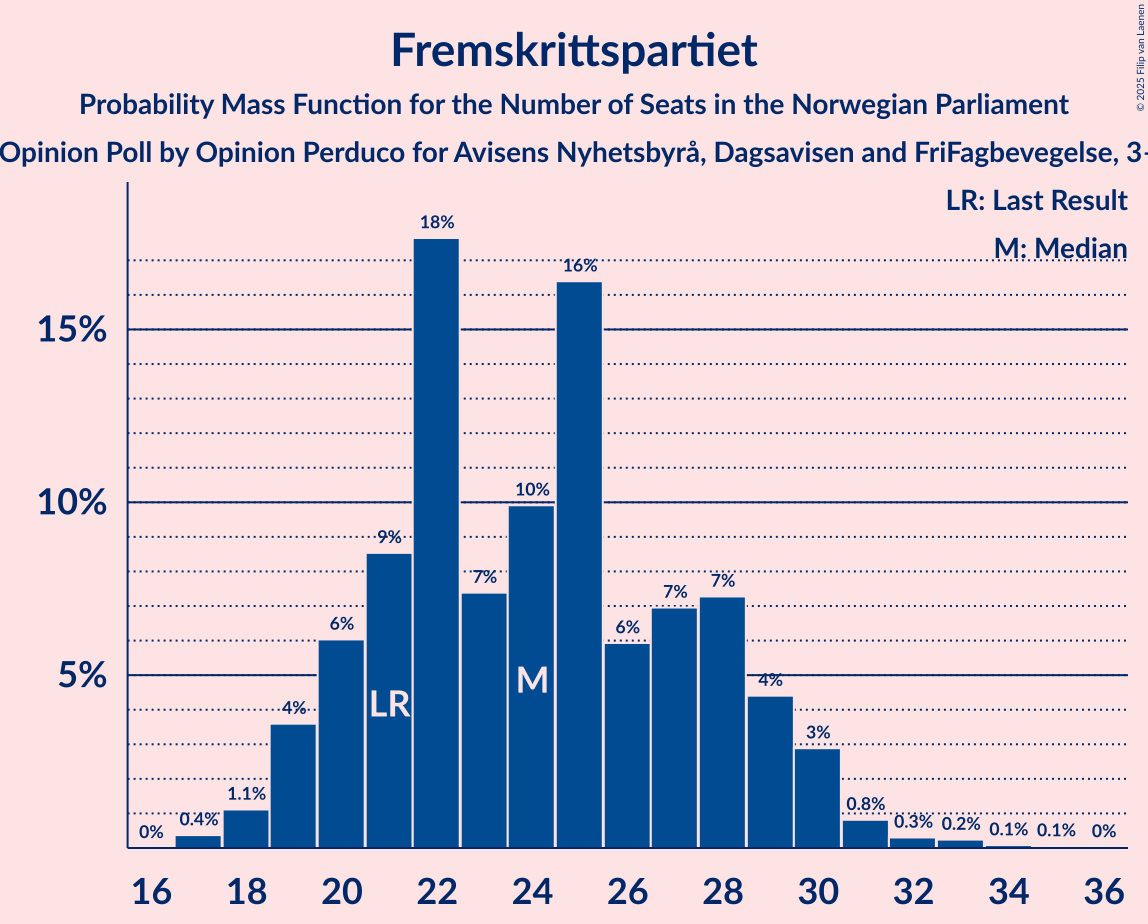 Fremskrittspartiet
Probability Mass Function for the Number of Seats in the Norwegian Parliament
Opinion Poll by Opinion Perduco for Avisens Nyhetsbyrå, Dagsavisen and FriFagbevegelse, 3-
© 2025 Filip van Laenen
LR: Last Result
M: Median
15%
10%
5%
0%
0.4%
1.1%
4%
6%
9%
18%
7%
10%
16%
6%
7%
7%
4%
3%
0.8%
0.3%
0.2%
0.1%
0.1%
0%
LR
M
16 18 20 22 24 26 28 30 32 34 36